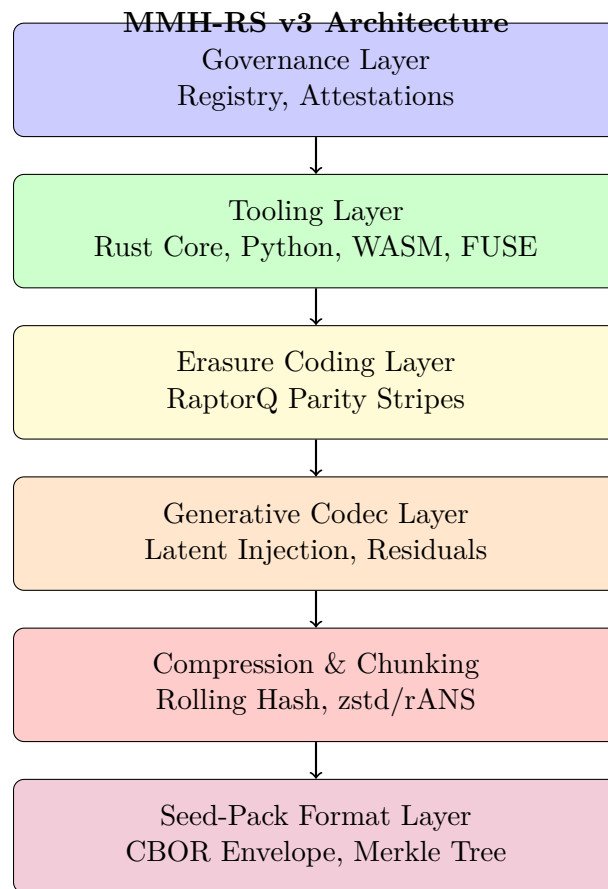 MMH-RS v3 Architecture
Governance Layer
Registry, Attestations
Tooling Layer
Rust Core, Python, WASM, FUSE
Erasure Coding Layer
RaptorQ Parity Stripes
Generative Codec Layer
Latent Injection, Residuals
Compression & Chunking
Rolling Hash, zstd/rANS
Seed-Pack Format Layer
CBOR Envelope, Merkle Tree